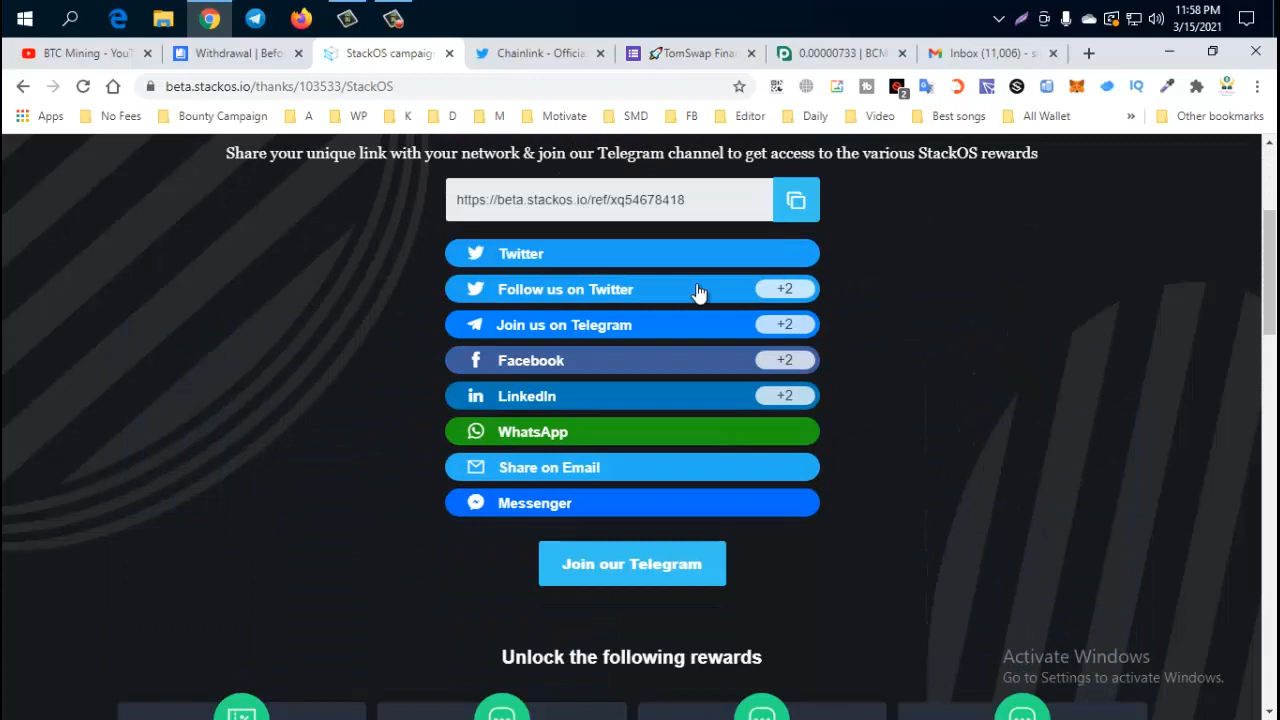 11:58 PM
3/15/2021
BTC Mining - You
Withdrawal | Befo
StackOS campaig
Chainlink - Officia
TomSwap Finan
0.00000733 | BCM
Inbox (11,006) - s
beta.stackos.io/thanks/103533/StackOS
2
IQ
Apps
No Fees
Bounty Campaign
A
WP
K
D
M
Motivate
SMD
FB
Editor
Daily
Video
Best songs
All Wallet
»
Other bookmarks
Share your unique link with your network & join our Telegram channel to get access to the various StackOS rewards
https://beta.stackos.io/ref/xq54678418
Twitter
Follow us on Twitter +2
Join us on Telegram +2
Facebook +2
LinkedIn +2
WhatsApp
Share on Email
Messenger
Join our Telegram
Unlock the following rewards
Activate Windows
Go to Settings to activate Windows.